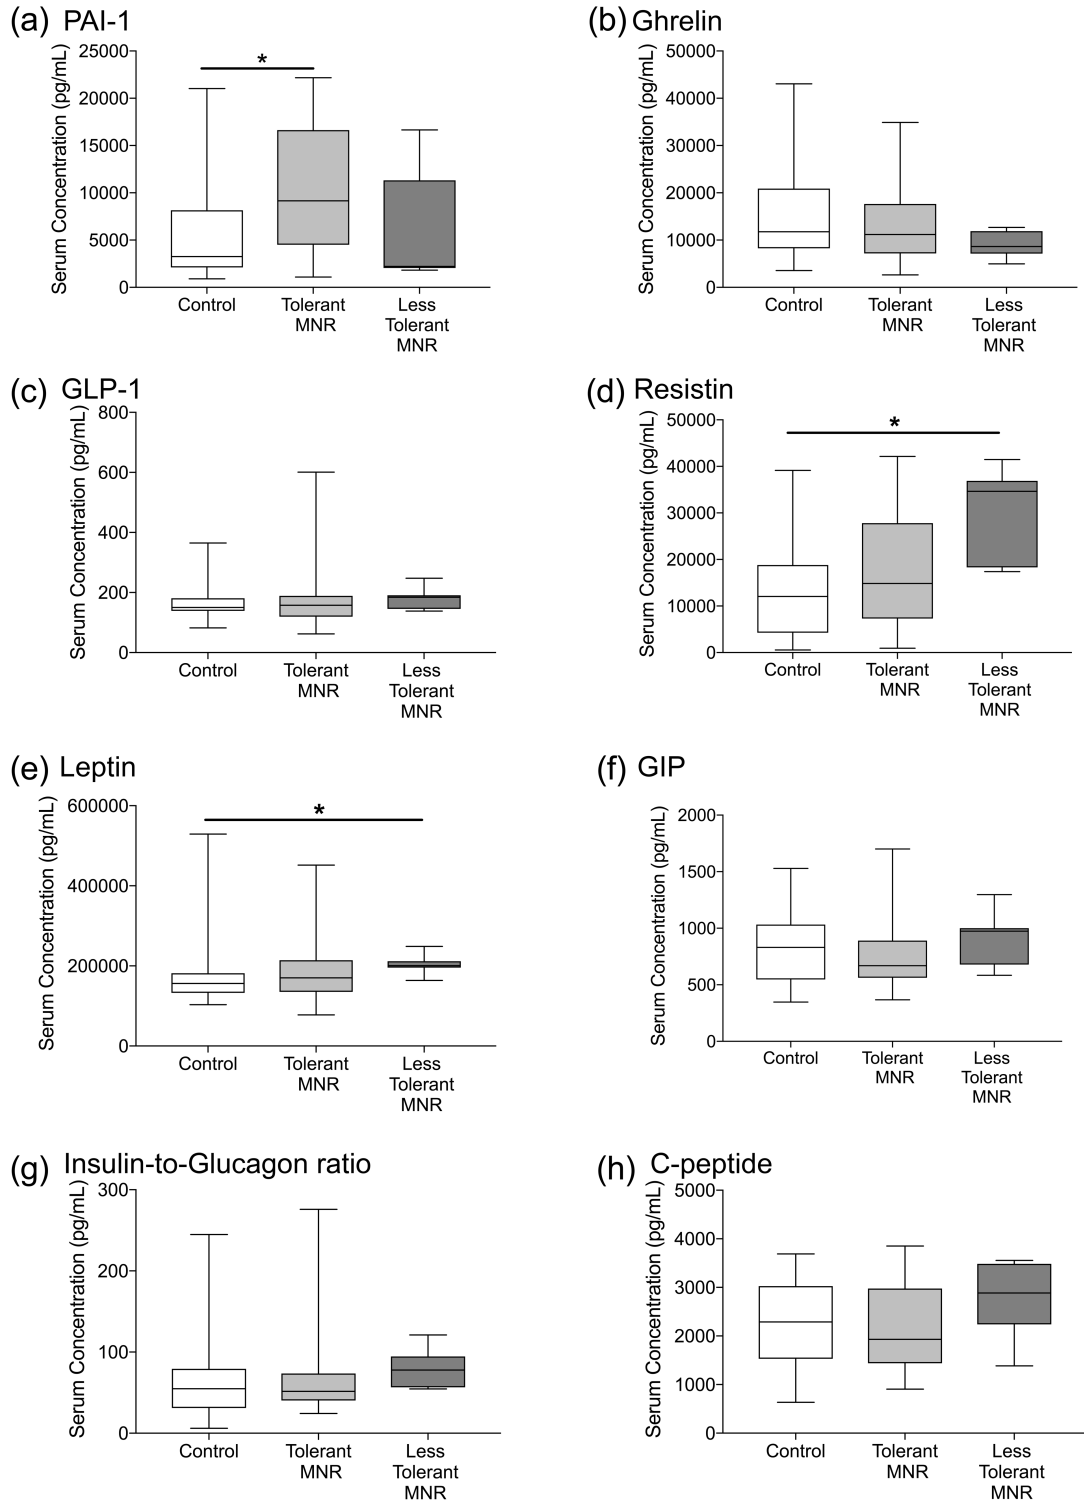 (a) PAI-1
Serum Concentration (pg/mL)
25000
20000
15000
10000
5000
0
*
Control
Tolerant
MNR
Less
Tolerant
MNR
(b) Ghrelin
Serum Concentration (pg/mL)
50000
40000
30000
20000
10000
0
Control
Tolerant
MNR
Less
Tolerant
MNR
(c) GLP-1
Serum Concentration (pg/mL)
800
600
400
200
0
Control
Tolerant
MNR
Less
Tolerant
MNR
(d) Resistin
Serum Concentration (pg/mL)
50000
40000
30000
20000
10000
0
*
Control
Tolerant
MNR
Less
Tolerant
MNR
(e) Leptin
Serum Concentration (pg/mL)
600000
400000
200000
0
*
Control
Tolerant
MNR
Less
Tolerant
MNR
(f) GIP
Serum Concentration (pg/mL)
2000
1500
1000
500
0
Control
Tolerant
MNR
Less
Tolerant
MNR
(g) Insulin-to-Glucagon ratio
Serum Concentration (pg/mL)
300
200
100
0
Control
Tolerant
MNR
Less
Tolerant
MNR
(h) C-peptide
Serum Concentration (pg/mL)
5000
4000
3000
2000
1000
0
Control
Tolerant
MNR
Less
Tolerant
MNR